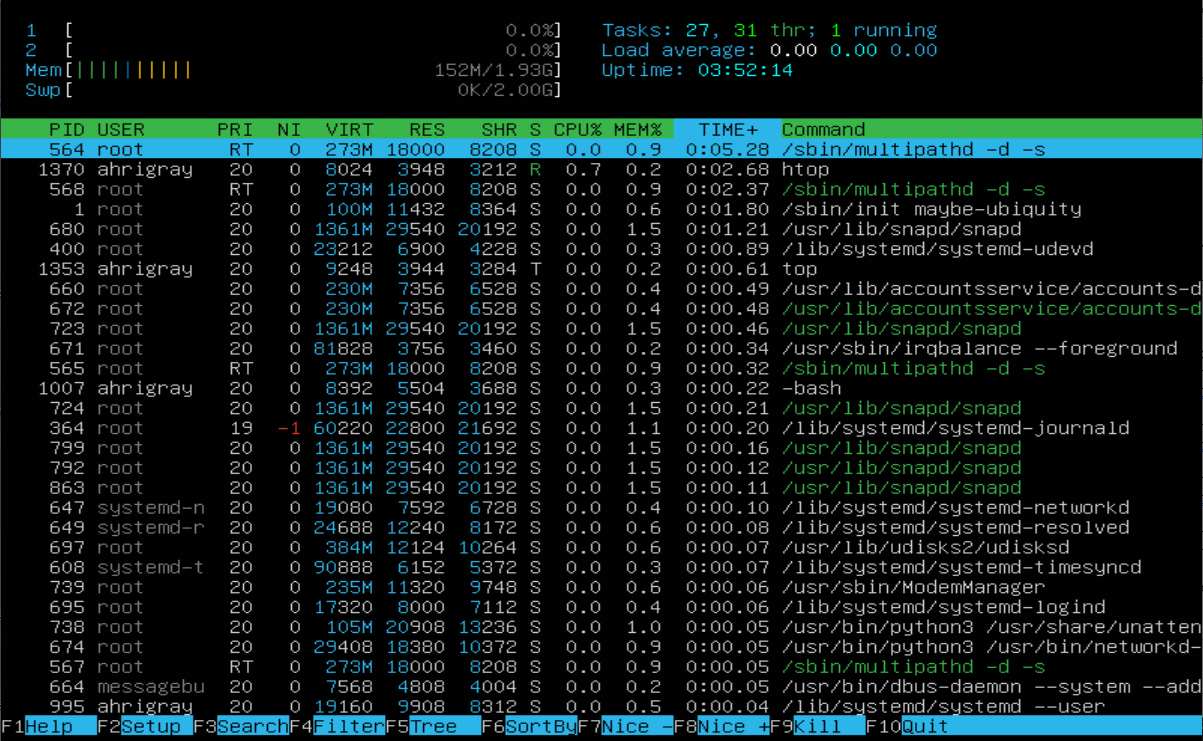 1 [ 0.0%] Tasks: 27, 31 thr; 1 running
2 [ 0.0%] Load average: 0.00 0.00 0.00
Mem[||||||||||| 152M/1.93G] Uptime: 03:52:14
Swp[ 0K/2.00G]
PID USER PRI NI VIRT RES SHR S CPU% MEM% TIME+ Command
564 root RT 0 273M 18000 8208 S 0.0 0.9 0:05.28 /sbin/multipathd -d -s
1370 ahrigray 20 0 8024 3948 3212 R 0.7 0.2 0:02.68 htop
568 root RT 0 273M 18000 8208 S 0.0 0.9 0:02.37 /sbin/multipathd -d -s
1 root 20 0 100M 11432 8364 S 0.0 0.6 0:01.80 /sbin/init maybe-ubiquity
680 root 20 0 1361M 29540 20192 S 0.0 1.5 0:01.21 /usr/lib/snapd/snapd
400 root 20 0 23212 6900 4228 S 0.0 0.3 0:00.89 /lib/systemd/systemd-udevd
1353 ahrigray 20 0 9248 3944 3284 T 0.0 0.2 0:00.61 top
660 root 20 0 230M 7356 6528 S 0.0 0.4 0:00.49 /usr/lib/accountsservice/accounts-d
672 root 20 0 230M 7356 6528 S 0.0 0.4 0:00.48 /usr/lib/accountsservice/accounts-d
723 root 20 0 1361M 29540 20192 S 0.0 1.5 0:00.46 /usr/lib/snapd/snapd
671 root 20 0 81828 3756 3460 S 0.0 0.2 0:00.34 /usr/sbin/irqbalance --foreground
565 root RT 0 273M 18000 8208 S 0.0 0.9 0:00.32 /sbin/multipathd -d -s
1007 ahrigray 20 0 8392 5504 3688 S 0.0 0.3 0:00.22 -bash
724 root 20 0 1361M 29540 20192 S 0.0 1.5 0:00.21 /usr/lib/snapd/snapd
364 root 19 -1 60220 22800 21692 S 0.0 1.1 0:00.20 /lib/systemd/systemd-journald
799 root 20 0 1361M 29540 20192 S 0.0 1.5 0:00.16 /usr/lib/snapd/snapd
792 root 20 0 1361M 29540 20192 S 0.0 1.5 0:00.12 /usr/lib/snapd/snapd
863 root 20 0 1361M 29540 20192 S 0.0 1.5 0:00.11 /usr/lib/snapd/snapd
647 systemd-n 20 0 19080 7592 6728 S 0.0 0.4 0:00.10 /lib/systemd/systemd-networkd
649 systemd-r 20 0 24688 12240 8172 S 0.0 0.6 0:00.08 /lib/systemd/systemd-resolved
697 root 20 0 384M 12124 10264 S 0.0 0.6 0:00.07 /usr/lib/udisks2/udisksd
608 systemd-t 20 0 90888 6152 5372 S 0.0 0.3 0:00.07 /lib/systemd/systemd-timesyncd
739 root 20 0 235M 11320 9748 S 0.0 0.6 0:00.06 /usr/sbin/ModemManager
695 root 20 0 17320 8000 7112 S 0.0 0.4 0:00.06 /lib/systemd/systemd-logind
738 root 20 0 105M 20908 13236 S 0.0 1.0 0:00.05 /usr/bin/python3 /usr/share/unatten
674 root 20 0 29408 18380 10372 S 0.0 0.9 0:00.05 /usr/bin/python3 /usr/bin/networkd-
567 root RT 0 273M 18000 8208 S 0.0 0.9 0:00.05 /sbin/multipathd -d -s
664 messagebu 20 0 7568 4808 4004 S 0.0 0.2 0:00.05 /usr/bin/dbus-daemon --system --add
995 ahrigray 20 0 19160 9908 8312 S 0.0 0.5 0:00.04 /lib/systemd/systemd --user
F1Help F2Setup F3SearchF4FilterF5Tree F6SortByF7Nice -F8Nice +F9Kill F10Quit